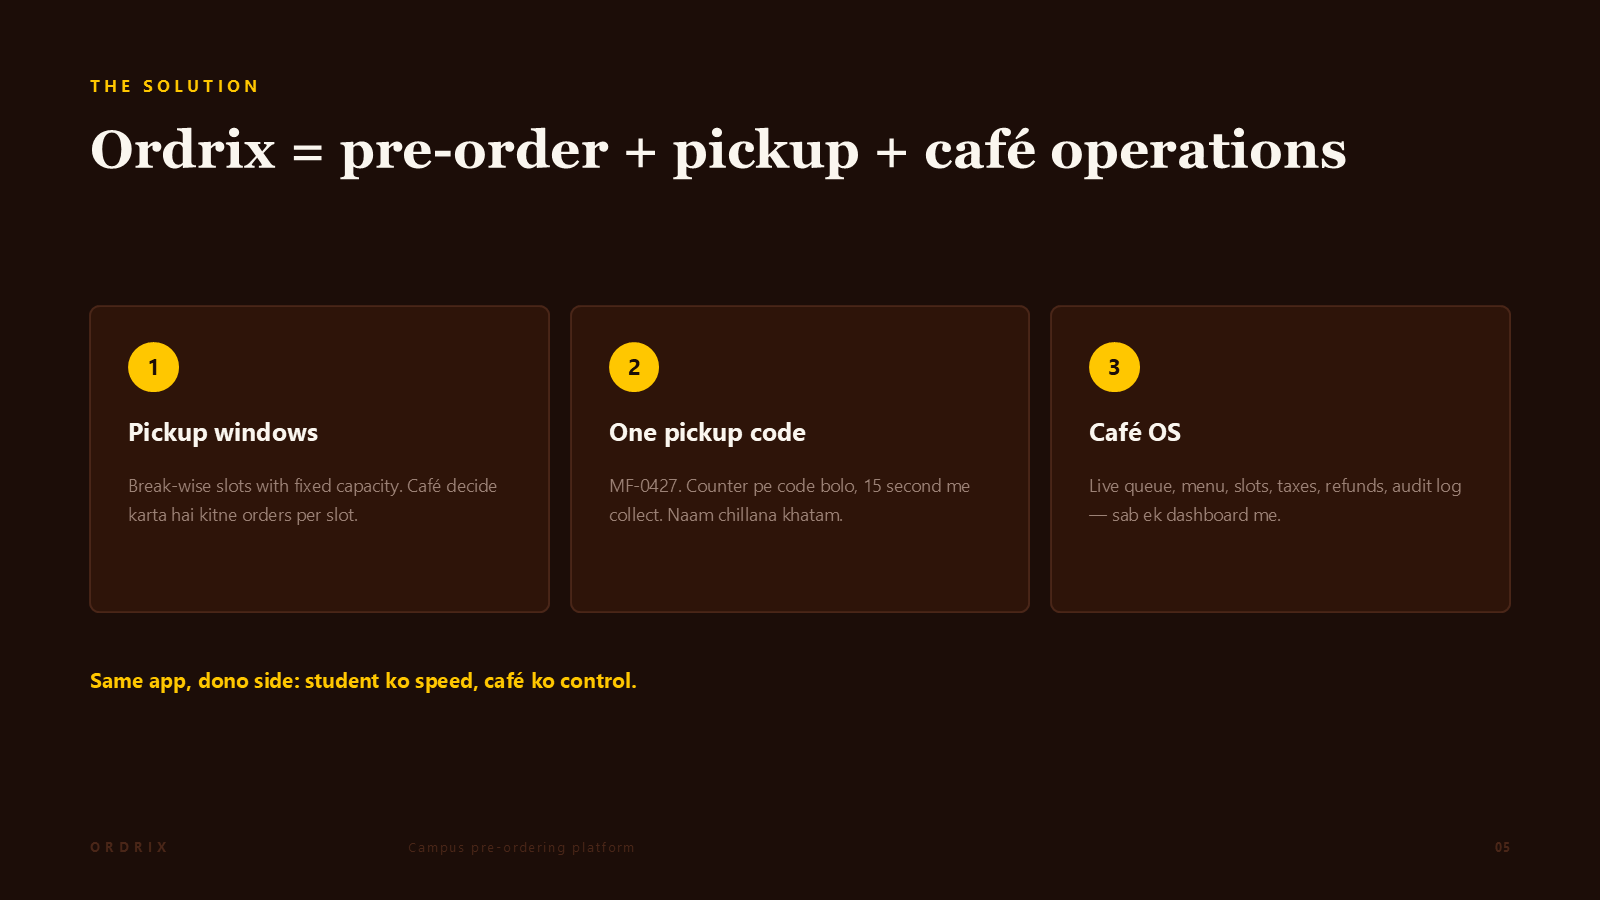 THE SOLUTION
Ordrix = pre-order + pickup + café operations
1
Pickup windows
Break-wise slots with fixed capacity. Café decide
karta hai kitne orders per slot.
2
One pickup code
MF-0427. Counter pe code bolo, 15 second me
collect. Naam chillana khatam.
3
Café OS
Live queue, menu, slots, taxes, refunds, audit log
— sab ek dashboard me.
Same app, dono side: student ko speed, café ko control.
ORDRIX
Campus pre-ordering platform
05